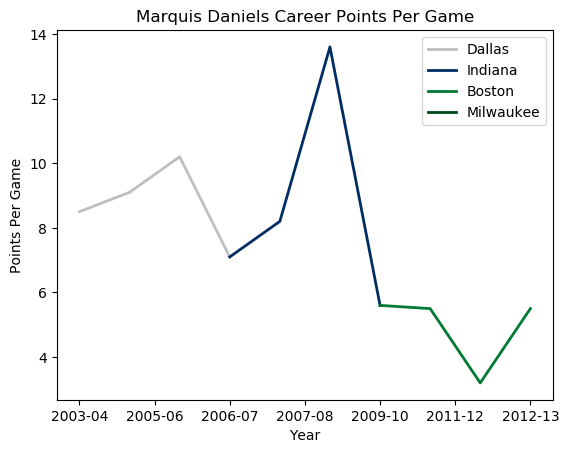 Marquis Daniels Career Points Per Game
Dallas
Indiana
Boston
Milwaukee
14
12
10
8
6
4
Points Per Game
2003-04 2005-06 2006-07 2007-08 2009-10 2011-12 2012-13
Year